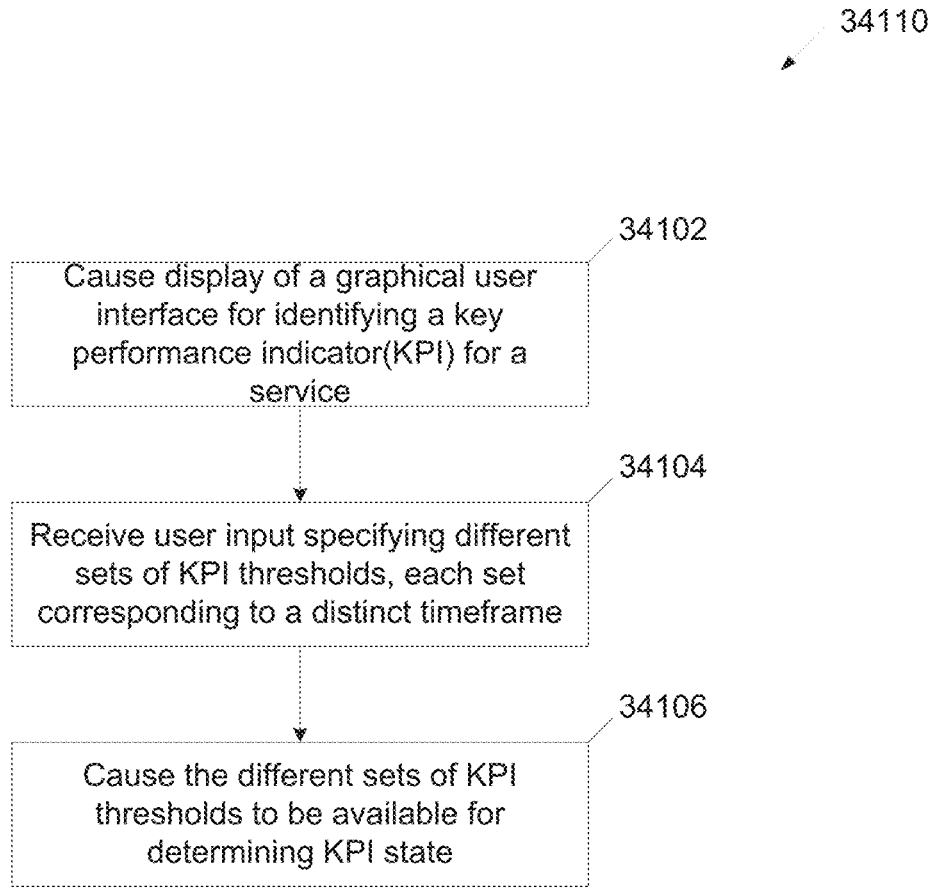 34110
34102
Cause display of a graphical user
interface for identifying a key
performance indicator(KPI) for a
service
34104
Receive user input specifying different
sets of KPI thresholds, each set
corresponding to a distinct timeframe
34106
Cause the different sets of KPI
thresholds to be available for
determining KPI state